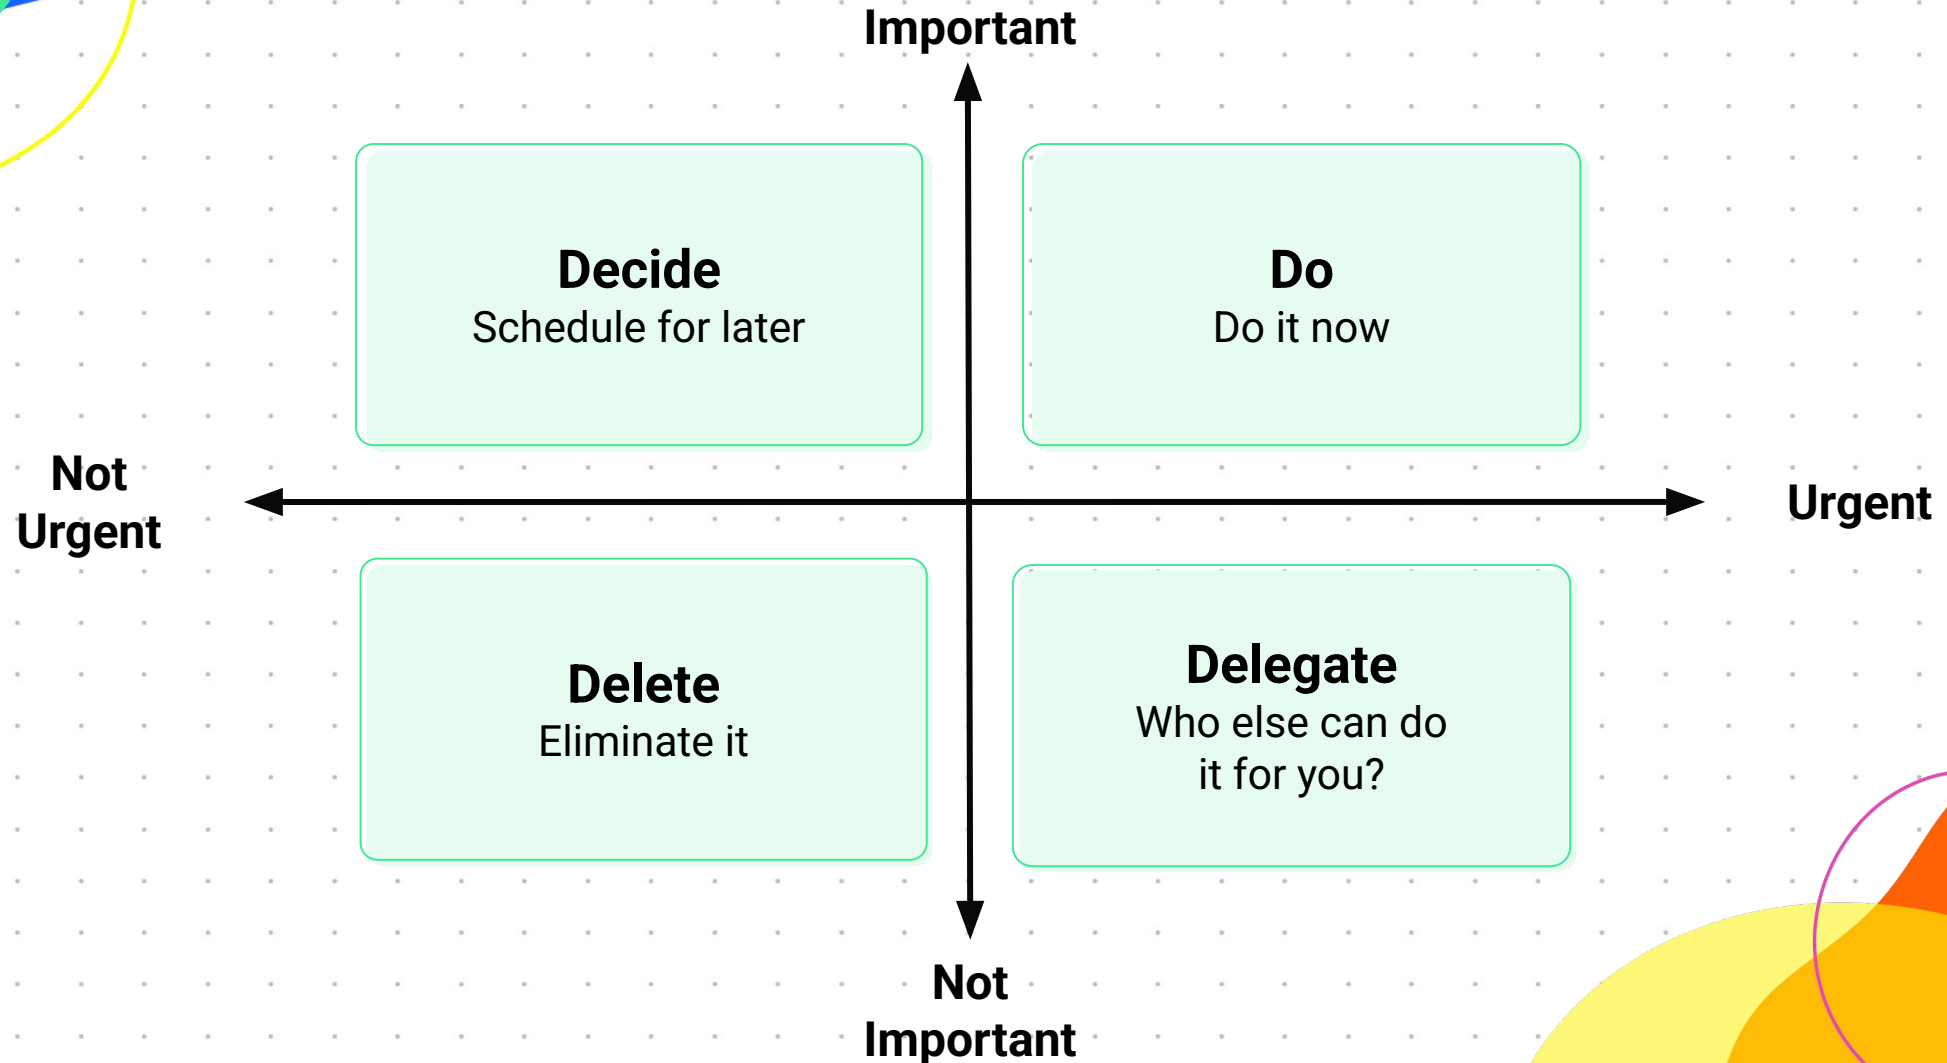 Important
Decide
Schedule for later
Do
Do it now
Not
Urgent
Urgent
Delete
Eliminate it
Delegate
Who else can do
it for you?
Not
Important